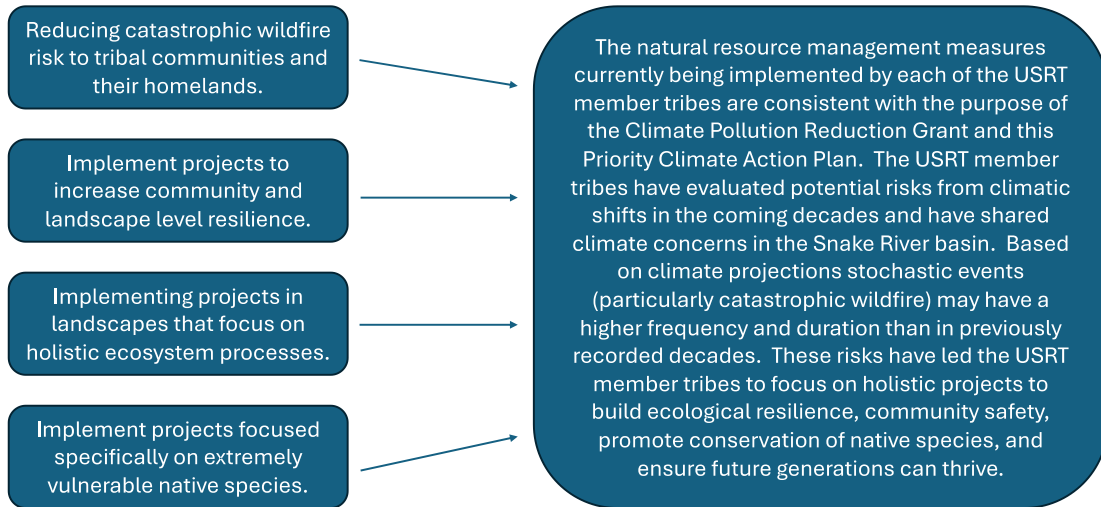 Reducing catastrophic wildfire
risk to tribal communities and
their homelands.
Implement projects to
increase community and
landscape level resilience.
Implementing projects in
landscapes that focus on
holistic ecosystem processes.
Implement projects focused
specifically on extremely
vulnerable native species.
The natural resource management measures
currently being implemented by each of the USRT
member tribes are consistent with the purpose of
the Climate Pollution Reduction Grant and this
Priority Climate Action Plan.  The USRT member
tribes have evaluated potential risks from climatic
shifts in the coming decades and have shared
climate concerns in the Snake River basin.  Based
on climate projections stochastic events
(particularly catastrophic wildfire) may have a
higher frequency and duration than in previously
recorded decades.  These risks have led the USRT
member tribes to focus on holistic projects to
build ecological resilience, community safety,
promote conservation of native species, and
ensure future generations can thrive.